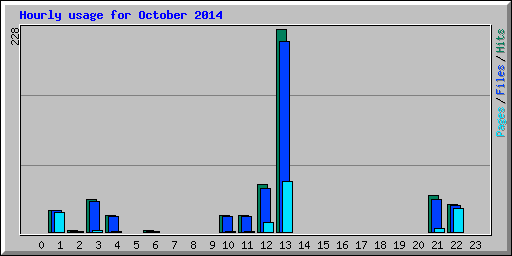 Hourly usage for October 2014
228
Pages/Files/Hits
0 1 2 3 4 5 6 7 8 9 10 11 12 13 14 15 16 17 18 19 20 21 22 23